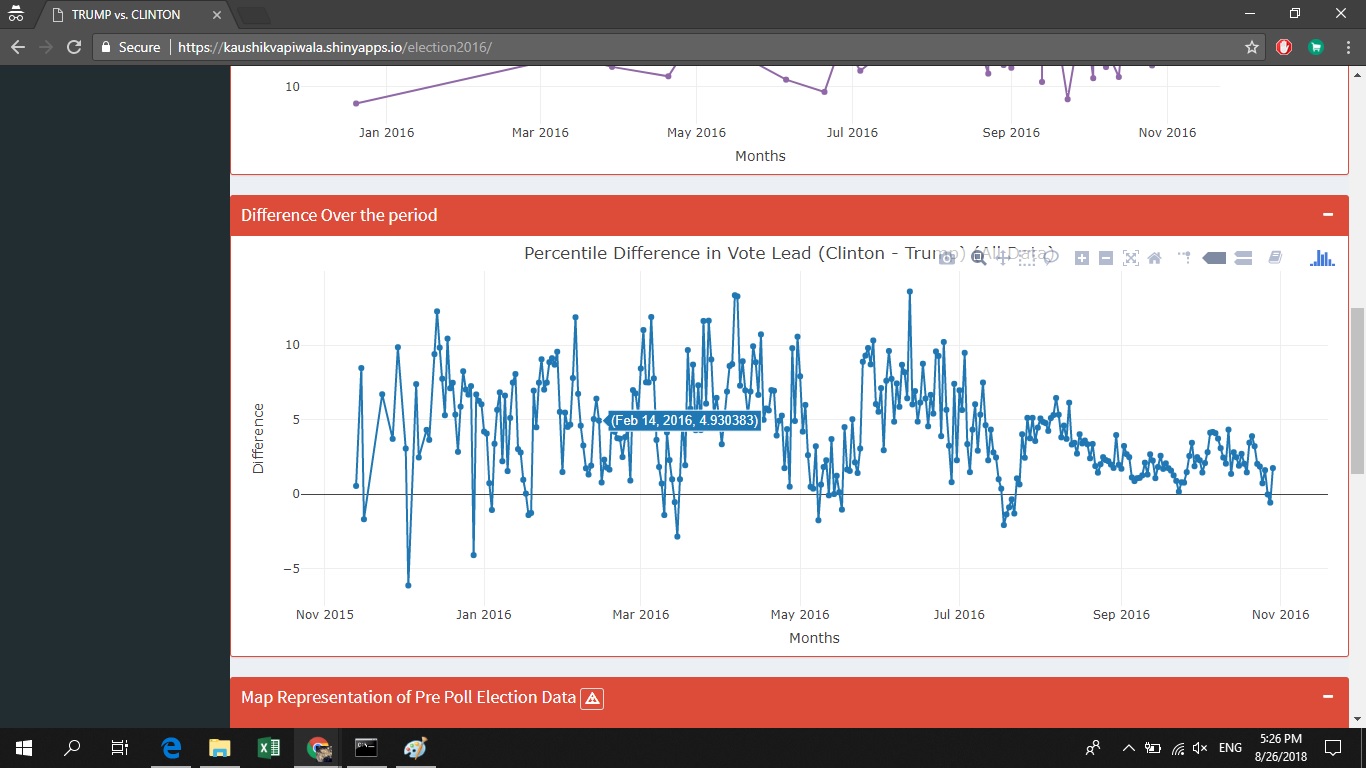 TRUMP vs. CLINTON
Secure https://kaushikvapiwala.shinyapps.io/election2016/
10
Jan 2016 Mar 2016 May 2016 Jul 2016 Sep 2016 Nov 2016
Months
Difference Over the period
Percentile Difference in Vote Lead (Clinton - Trump) (All Data)
10
5
0
−5
Difference
(Feb 14, 2016, 4.930383)
Nov 2015 Jan 2016 Mar 2016 May 2016 Jul 2016 Sep 2016 Nov 2016
Months
Map Representation of Pre Poll Election Data
ENG
5:26 PM
8/26/2018